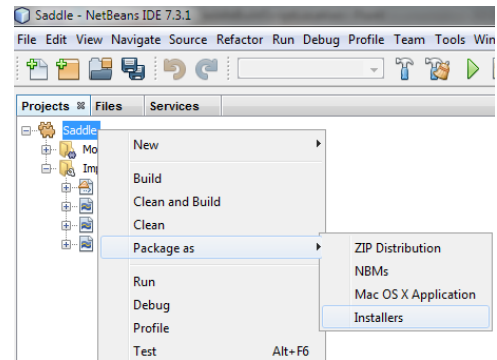 Saddle - NetBeans IDE 7.3.1
File Edit View Navigate Source Refactor Run Debug Profile Team Tools
Projects Files Services
Saddle
New
Build
Clean and Build
Clean
Package as
ZIP Distribution
NBMs
Mac OS X Application
Installers
Run
Debug
Profile
Test Alt+F6